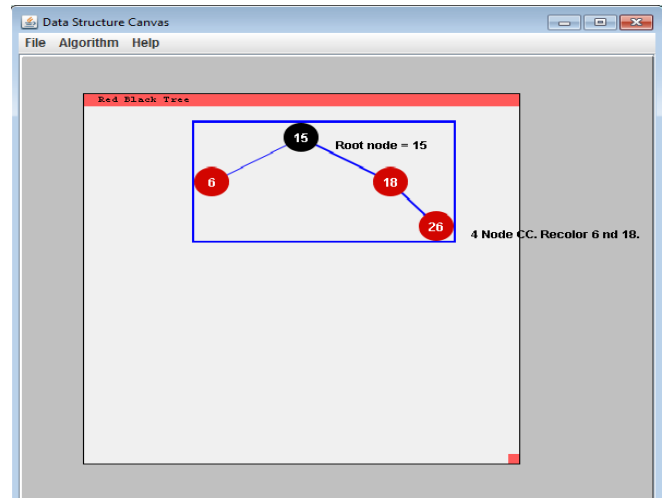 Data Structure Canvas
File Algorithm Help
Red Black Tree
15
Root node = 15
6
18
26
4 Node CC. Recolor 6 nd 18.